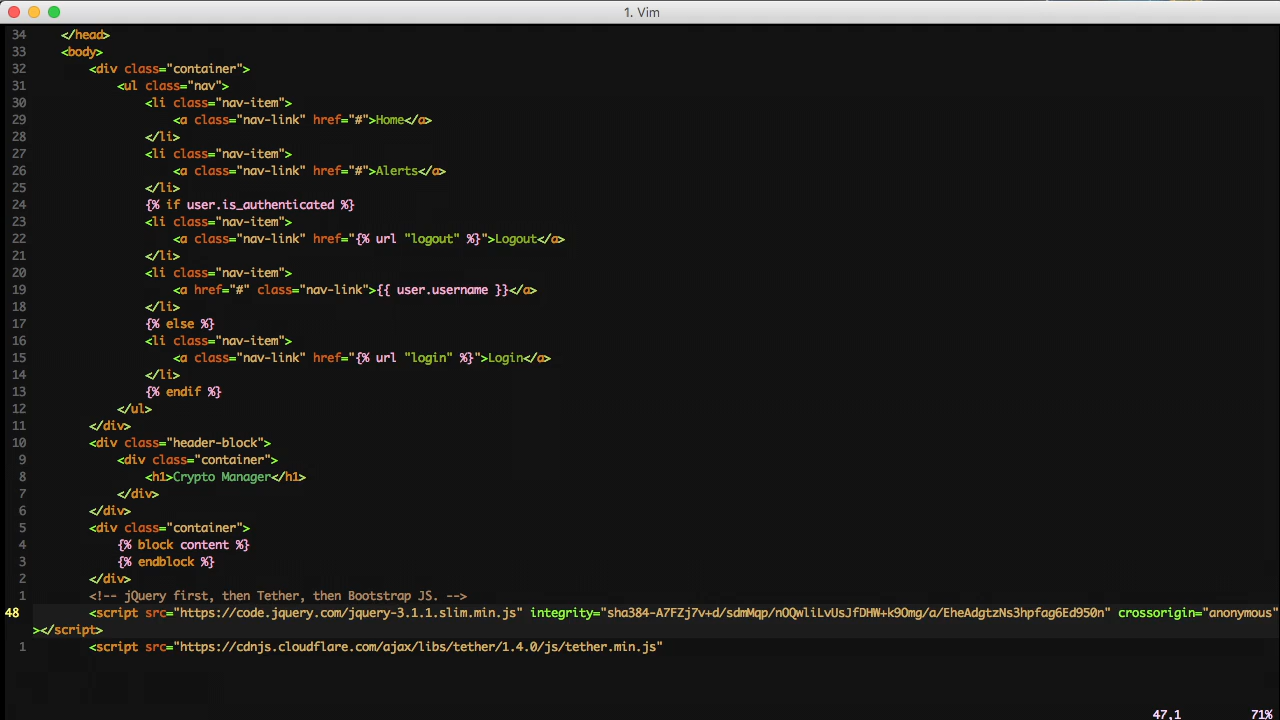 1. Vim
34 </head>
33 <body>
32 <div class="container">
31 <ul class="nav">
30 <li class="nav-item">
29 <a class="nav-link" href="#">Home</a>
28 </li>
27 <li class="nav-item">
26 <a class="nav-link" href="#">Alerts</a>
25 </li>
24 {% if user.is_authenticated %}
23 <li class="nav-item">
22 <a class="nav-link" href="{% url "logout" %}">Logout</a>
21 </li>
20 <li class="nav-item">
19 <a href="#" class="nav-link">{{ user.username }}</a>
18 </li>
17 {% else %}
16 <li class="nav-item">
15 <a class="nav-link" href="{% url "login" %}">Login</a>
14 </li>
13 {% endif %}
12 </ul>
11 </div>
10 <div class="header-block">
9 <div class="container">
8 <h1>Crypto Manager</h1>
7 </div>
6 </div>
5 <div class="container">
4 {% block content %}
3 {% endblock %}
2 </div>
1 <!-- jQuery first, then Tether, then Bootstrap JS. -->
48 <script src="https://code.jquery.com/jquery-3.1.1.slim.min.js" integrity="sha384-A7FZj7v+d/sdmMqp/nOQwliLvUsJfDHW+k9Omg/a/EheAdgtzNs3hpfag6Ed950n" crossorigin="anonymous"
></script>
1 <script src="https://cdnjs.cloudflare.com/ajax/libs/tether/1.4.0/js/tether.min.js"
47,1 71%